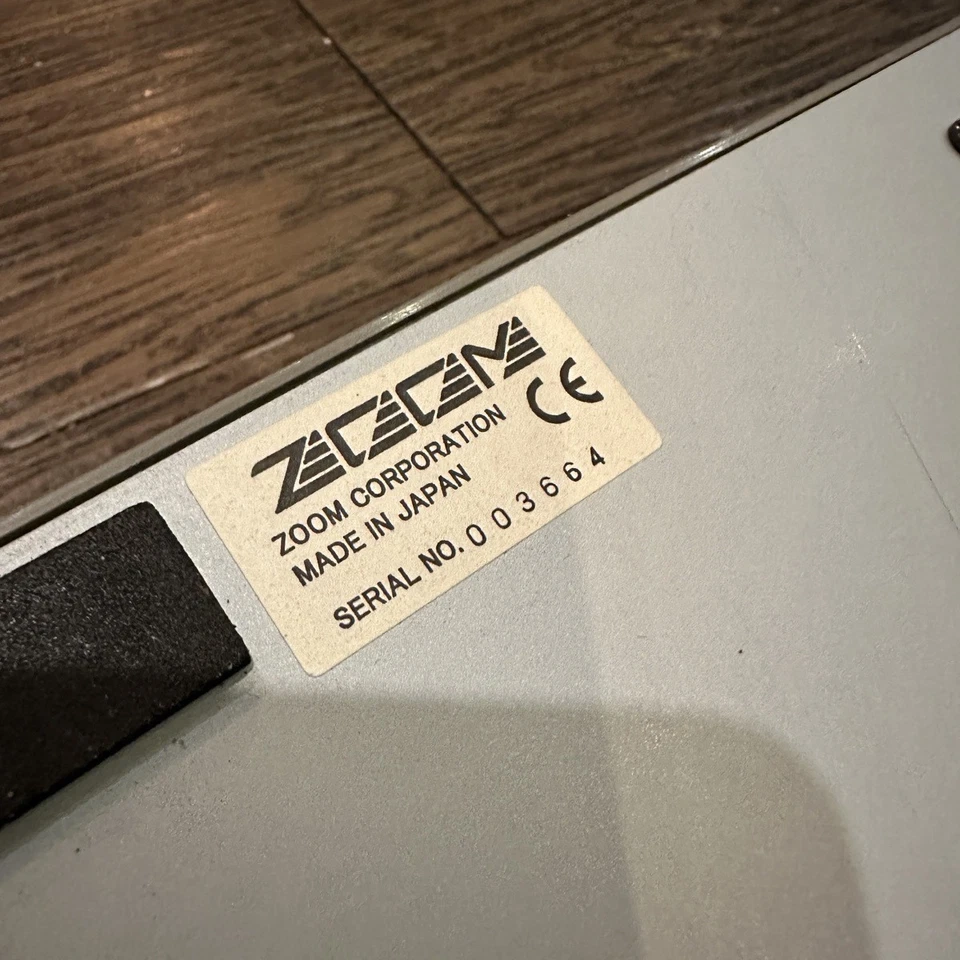 ZOOM
CE
ZOOM CORPORATION
MADE IN JAPAN
SERIAL NO. 003664